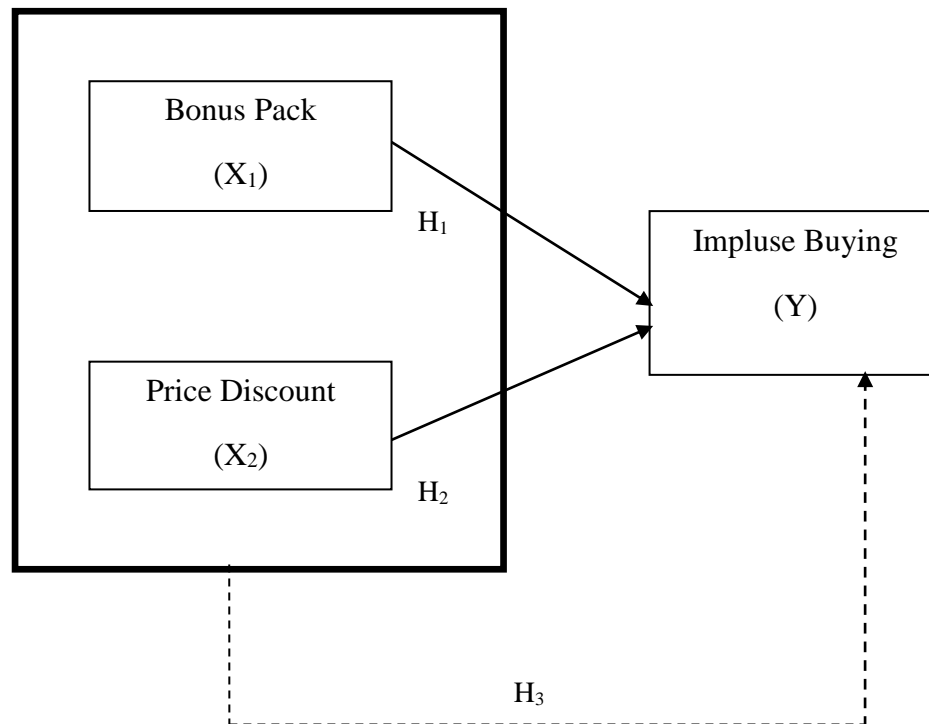 Bonus Pack
(X₁)
H₁
Impluse Buying
(Y)
Price Discount
(X₂)
H₂
H₃